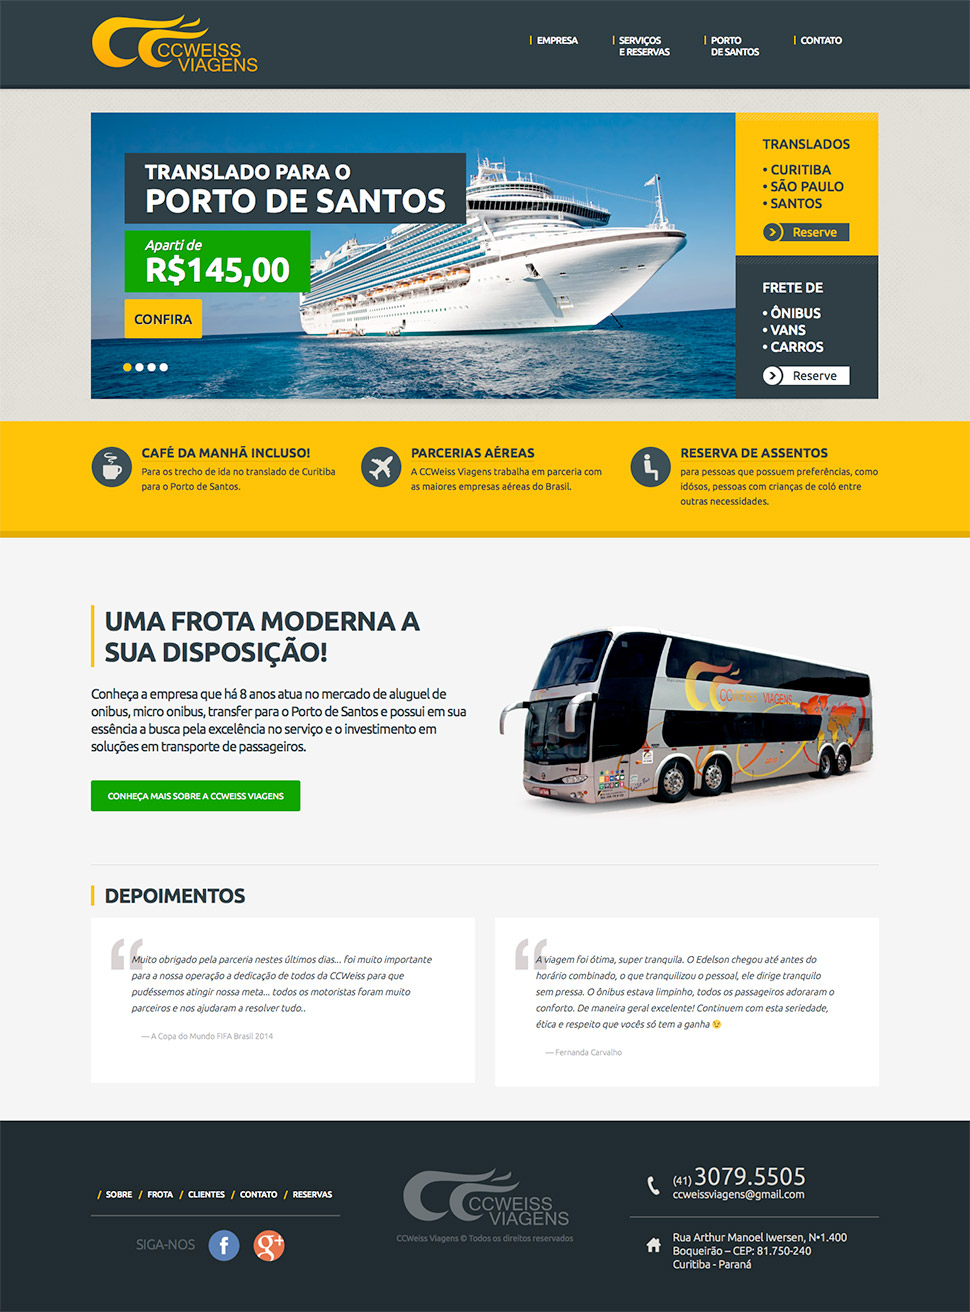 CCWEISS
VIAGENS
EMPRESA
SERVIÇOS
E RESERVAS
PORTO
DE SANTOS
CONTATO
TRANSLADO PARA O
PORTO DE SANTOS
Aparti de
R$145,00
CONFIRA
TRANSLADOS
• CURITIBA
• SÃO PAULO
• SANTOS
Reserve
FRETE DE
• ÔNIBUS
• VANS
• CARROS
Reserve
CAFÉ DA MANHÃ INCLUSO!
Para os trecho de ida no translado de Curitiba
para o Porto de Santos.
PARCERIAS AÉREAS
A CCWeiss Viagens trabalha em parceria com
as maiores empresas aéreas do Brasil.
RESERVA DE ASSENTOS
para pessoas que possuem preferências, como
idósos, pessoas com crianças de coló entre
outras necessidades.
UMA FROTA MODERNA A
SUA DISPOSIÇÃO!
Conheça a empresa que há 8 anos atua no mercado de aluguel de
onibus, micro onibus, transfer para o Porto de Santos e possui em sua
essência a busca pela excelência no serviço e o investimento em
soluções em transporte de passageiros.
CONHEÇA MAIS SOBRE A CCWEISS VIAGENS
CCWEISS VIAGENS
DEPOIMENTOS
Muito obrigado pela parceria nestes últimos dias... foi muito importante
para a nossa operação a dedicação de todos da CCWeiss para que
pudéssemos atingir nossa meta... todos os motoristas foram muito
parceiros e nos ajudaram a resolver tudo..
— A Copa do Mundo FIFA Brasil 2014
A viagem foi ótima, super tranquila. O Edelson chegou até antes do
horário combinado, o que tranquilizou o pessoal, ele dirige tranquilo
sem pressa. O ônibus estava limpinho, todos os passageiros adoraram o
conforto. De maneira geral excelente! Continuem com esta seriedade,
ética e respeito que vocês só tem a ganha 😉
— Fernanda Carvalho
/ SOBRE / FROTA / CLIENTES / CONTATO / RESERVAS
SIGA-NOS
f
g+
CCWEISS
VIAGENS
CCWeiss Viagens © Todos os direitos reservados
(41) 3079.5505
ccweissviagens@gmail.com
Rua Arthur Manoel Iwersen, N•1.400
Boqueirão – CEP: 81.750-240
Curitiba - Paraná